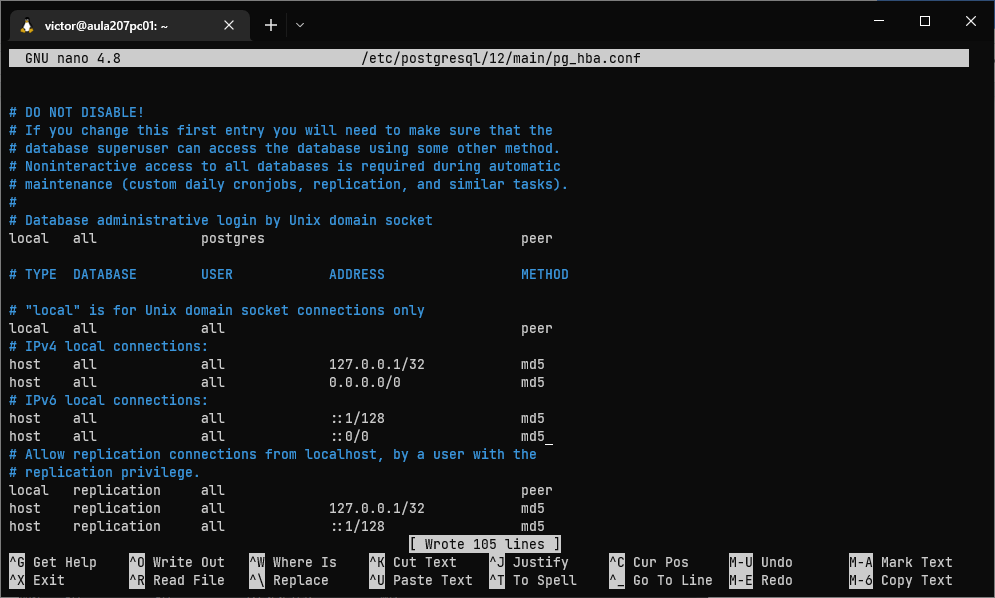 victor@aula207pc01: ~
GNU nano 4.8 /etc/postgresql/12/main/pg_hba.conf
# DO NOT DISABLE!
# If you change this first entry you will need to make sure that the
# database superuser can access the database using some other method.
# Noninteractive access to all databases is required during automatic
# maintenance (custom daily cronjobs, replication, and similar tasks).
#
# Database administrative login by Unix domain socket
local   all             postgres                                peer
# TYPE  DATABASE        USER            ADDRESS                 METHOD
# "local" is for Unix domain socket connections only
local   all             all                                     peer
# IPv4 local connections:
host    all             all             127.0.0.1/32            md5
host    all             all             0.0.0.0/0               md5
# IPv6 local connections:
host    all             all             ::1/128                 md5
host    all             all             ::0/0                   md5
# Allow replication connections from localhost, by a user with the
# replication privilege.
local   replication     all                                     peer
host    replication     all             127.0.0.1/32            md5
host    replication     all             ::1/128                 md5
[ Wrote 105 lines ]
^G Get Help ^O Write Out ^W Where Is ^K Cut Text ^J Justify ^C Cur Pos M-U Undo M-A Mark Text
^X Exit ^R Read File ^\ Replace ^U Paste Text ^T To Spell ^_ Go To Line M-E Redo M-6 Copy Text